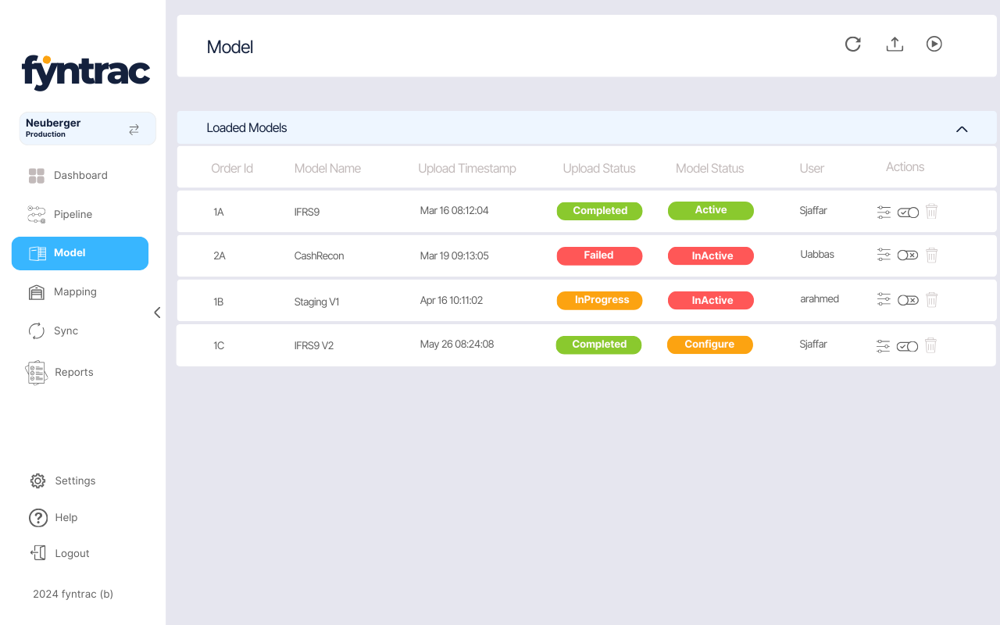 fyntrac
Neuberger
Production
Dashboard
Pipeline
Model
Mapping
Sync
Reports
Settings
Help
Logout
2024 fyntrac (b)
Model
Loaded Models
Order Id Model Name Upload Timestamp Upload Status Model Status User Actions
1A IFRS9 Mar 16 08:12:04 Completed Active Sjaffar
2A CashRecon Mar 19 09:13:05 Failed InActive Uabbas
1B Staging V1 Apr 16 10:11:02 InProgress InActive arahmed
1C IFRS9 V2 May 26 08:24:08 Completed Configure Sjaffar